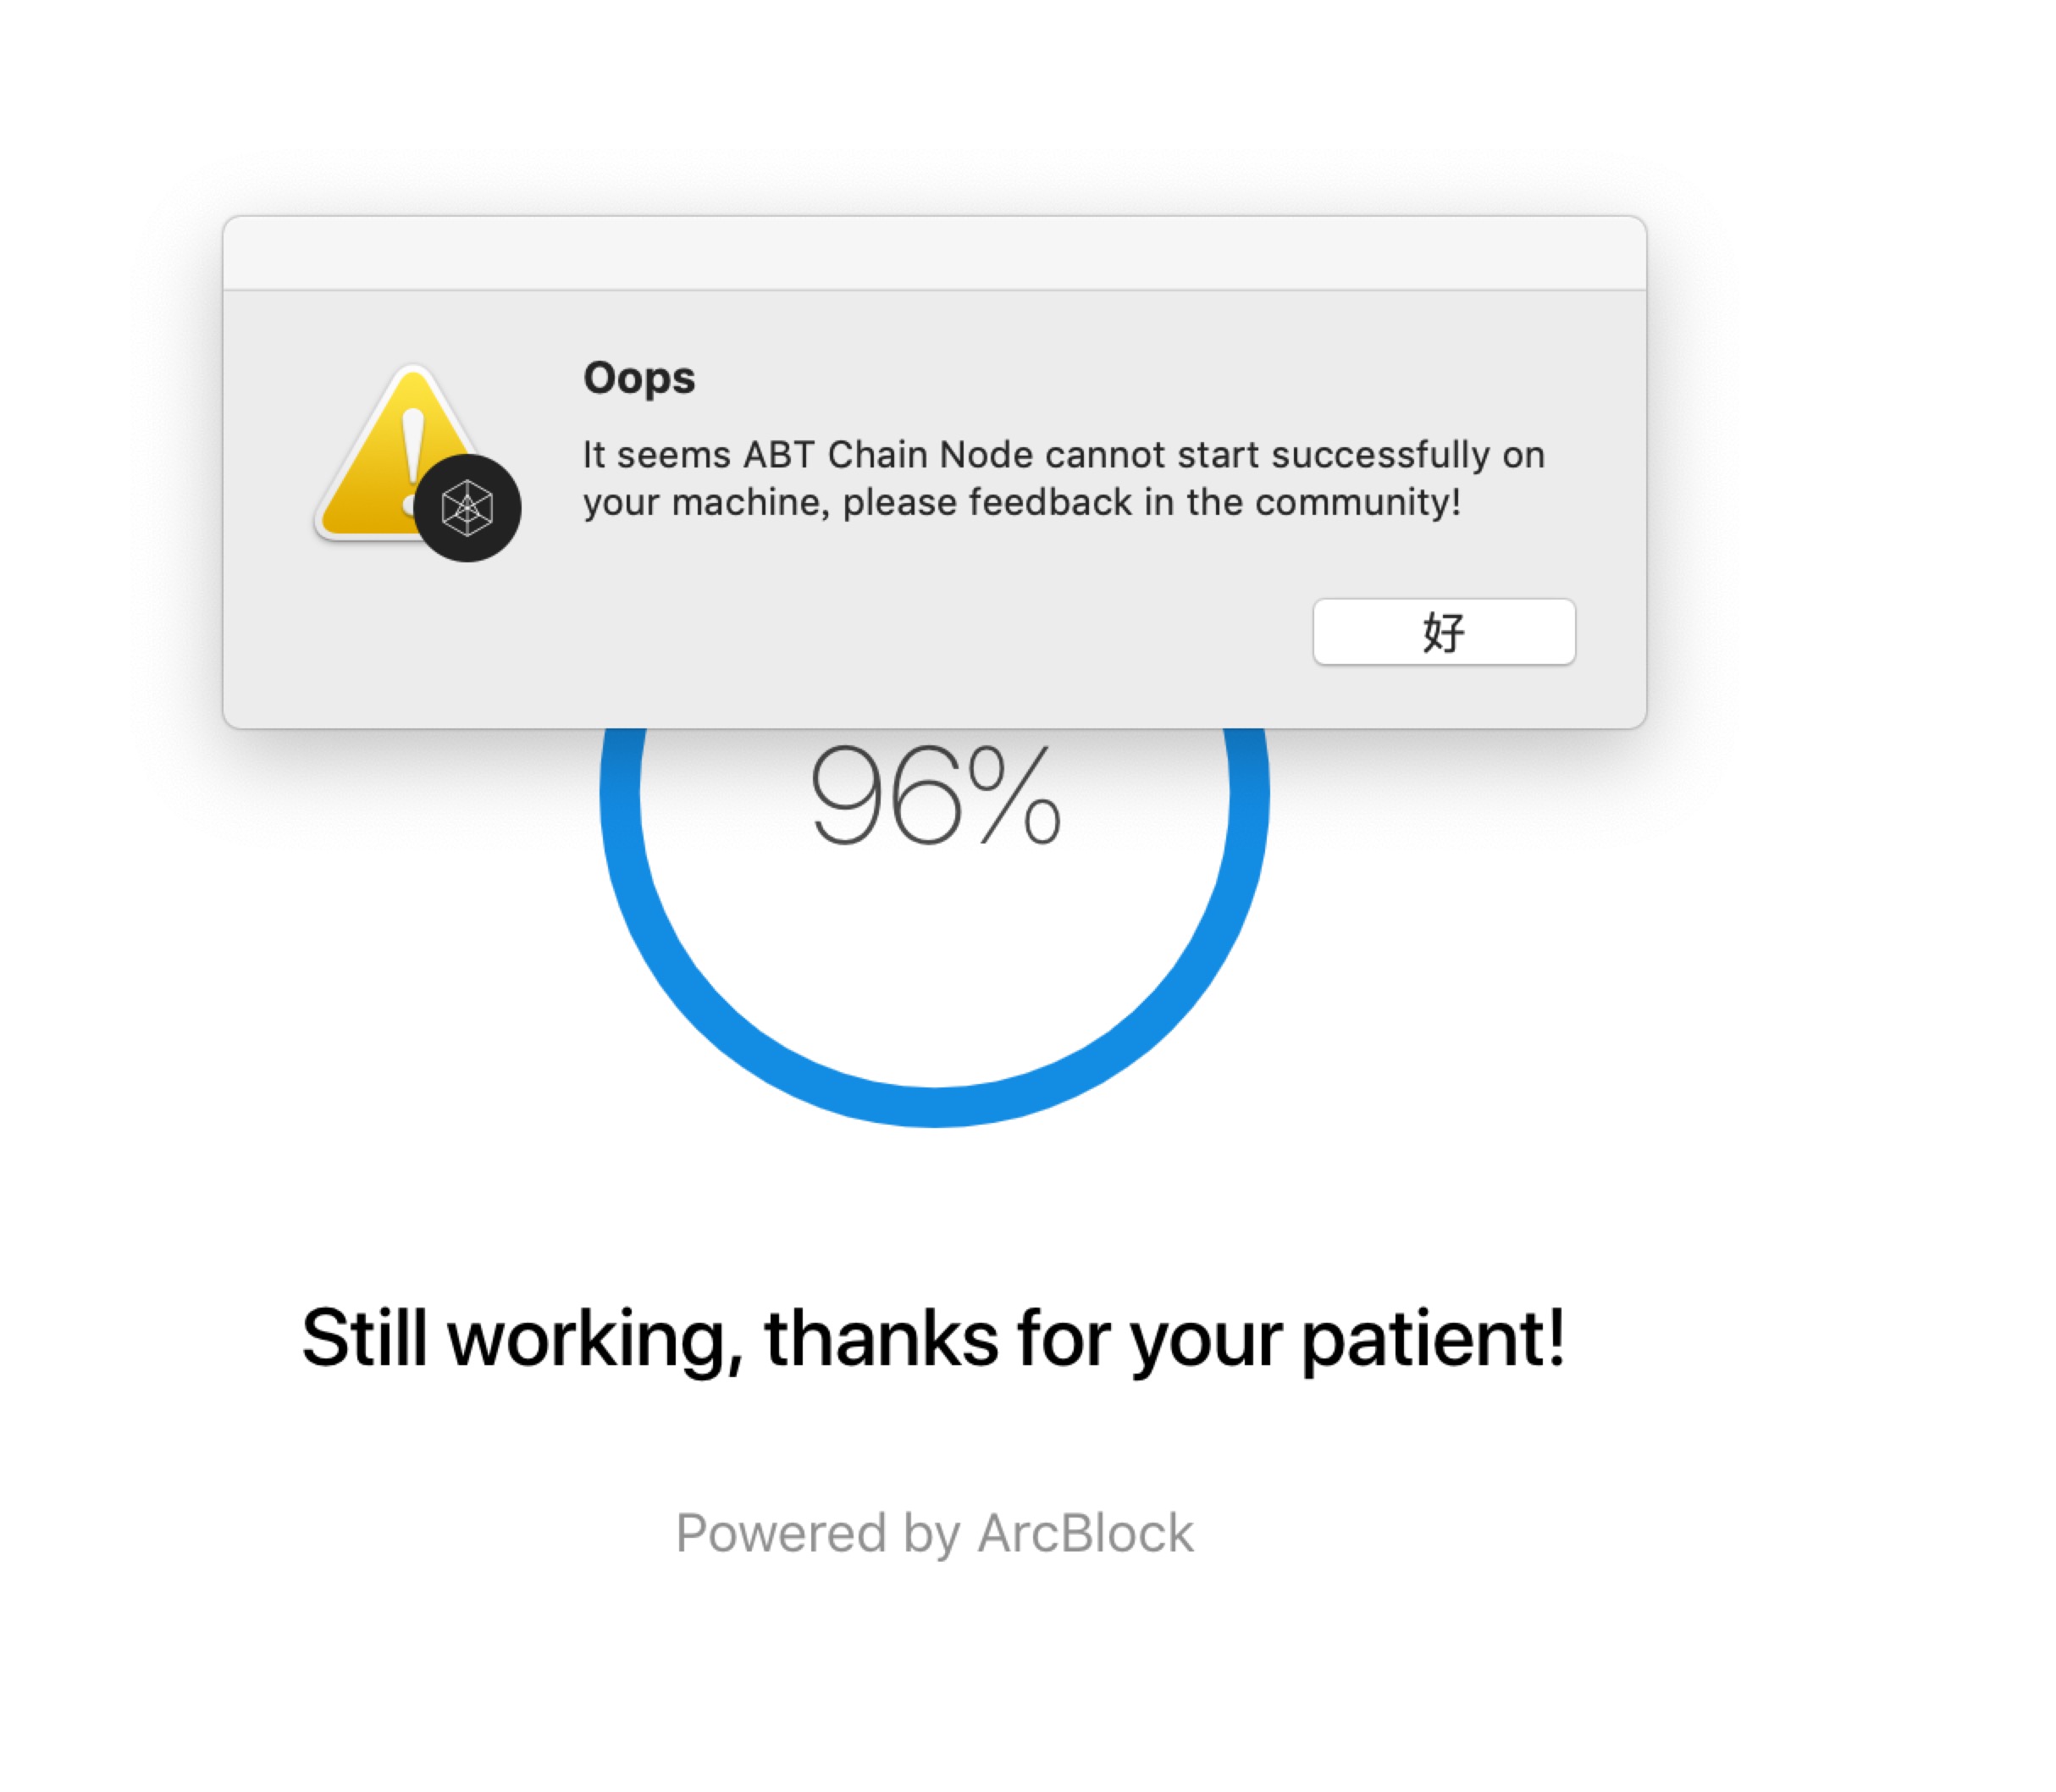 Oops
It seems ABT Chain Node cannot start successfully on
your machine, please feedback in the community!
好
96%
Still working, thanks for your patient!
Powered by ArcBlock